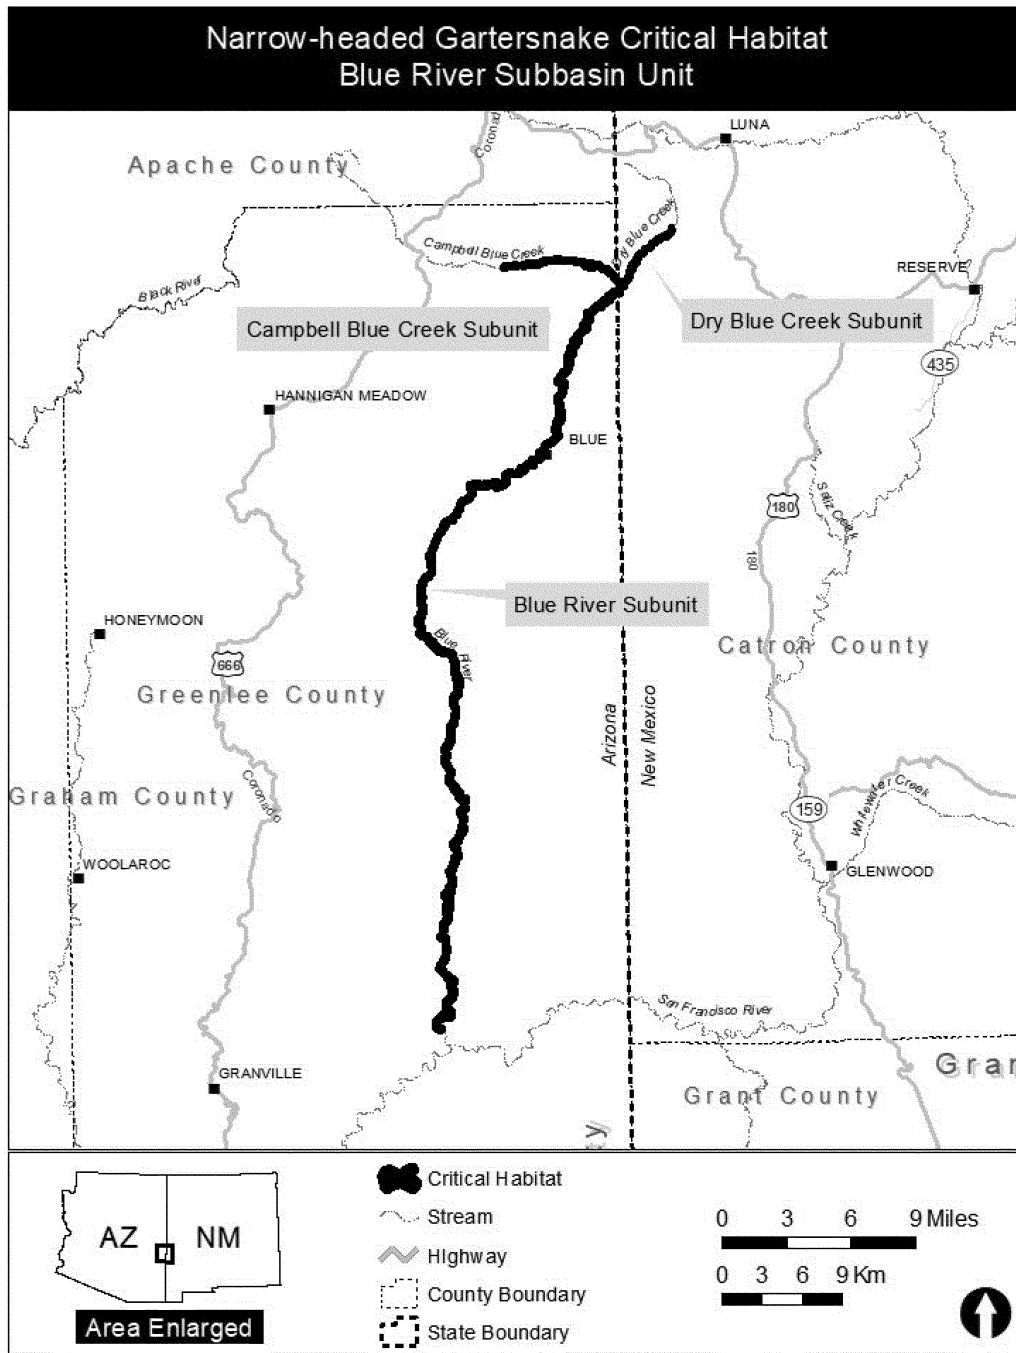 Narrow-headed Gartersnake Critical Habitat
Blue River Subbasin Unit
Coronad
LUNA
Apache County
Dry Blue Creek
Campbell Blue Creek
RESERVE
Black River
Campbell Blue Creek Subunit
Dry Blue Creek Subunit
435
HANNIGAN MEADOW
BLUE
180
Saliz Creek
180
Blue River Subunit
HONEYMOON
Blue River
Catron County
666
Greenlee County
Arizona
New Mexico
Coronado
Graham County
159
Whitewater Creek
WOOLAROC
GLENWOOD
San Francisco River
GRANVILLE
Gran
Grant County
ty
AZ
NM
Area Enlarged
Critical Habitat
Stream
Highway
County Boundary
State Boundary
0 3 6 9 Miles
0 3 6 9 Km